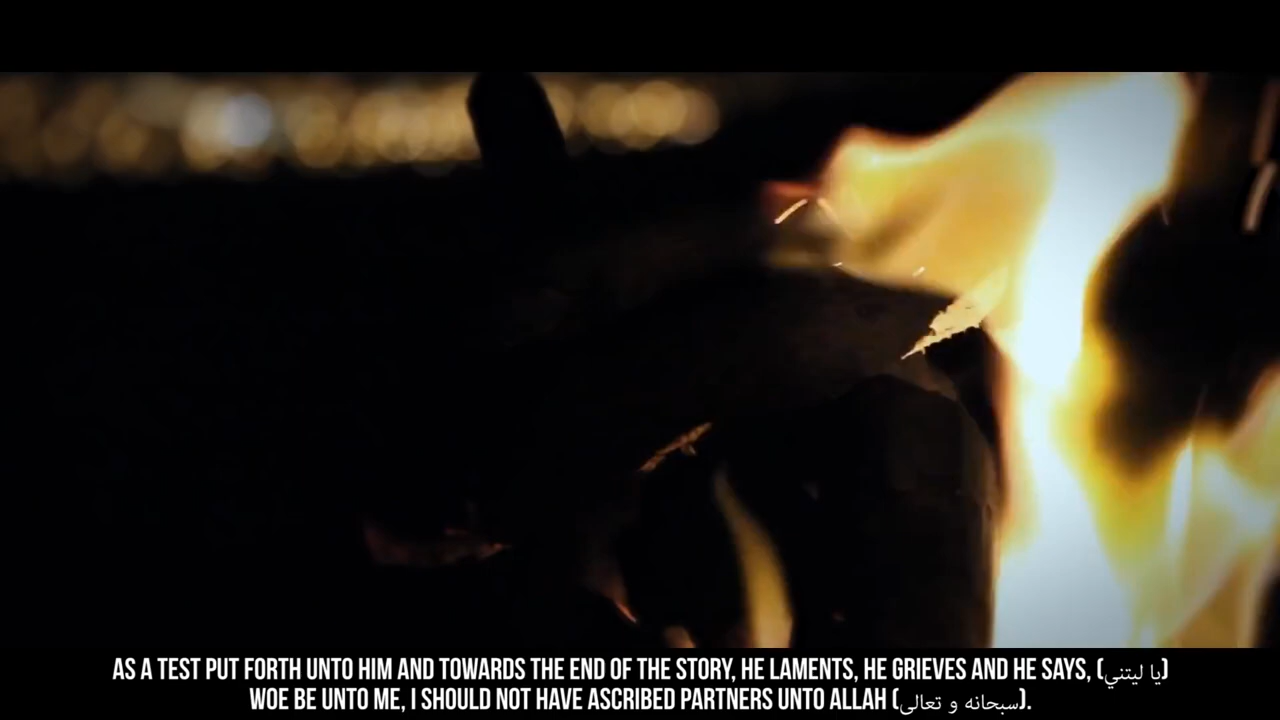 AS A TEST PUT FORTH UNTO HIM AND TOWARDS THE END OF THE STORY, HE LAMENTS, HE GRIEVES AND HE SAYS, (يا ليتني)
WOE BE UNTO ME, I SHOULD NOT HAVE ASCRIBED PARTNERS UNTO ALLAH (سبحانه و تعالى).